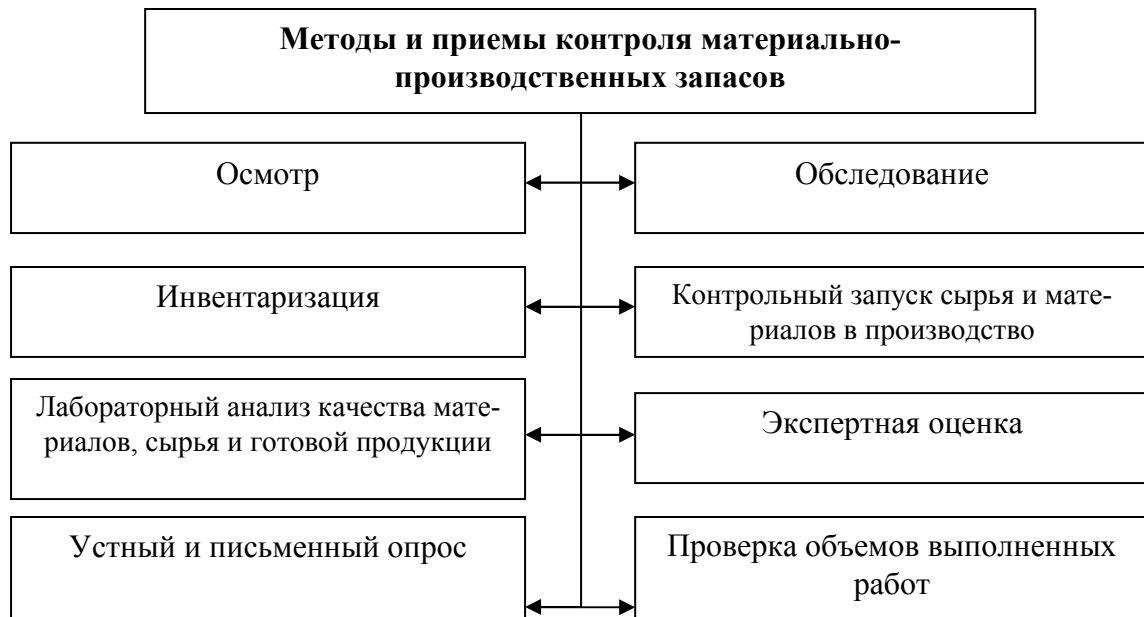 Методы и приемы контроля материально-
производственных запасов
Осмотр
Обследование
Инвентаризация
Контрольный запуск сырья и мате-
риалов в производство
Лабораторный анализ качества мате-
риалов, сырья и готовой продукции
Экспертная оценка
Устный и письменный опрос
Проверка объемов выполненных
работ